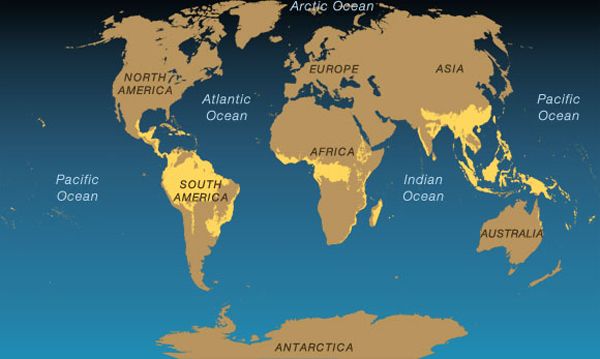 Arctic Ocean
NORTH
AMERICA
EUROPE
ASIA
Atlantic
Ocean
Pacific
Ocean
AFRICA
Pacific
Ocean
SOUTH
AMERICA
Indian
Ocean
AUSTRALIA
ANTARCTICA